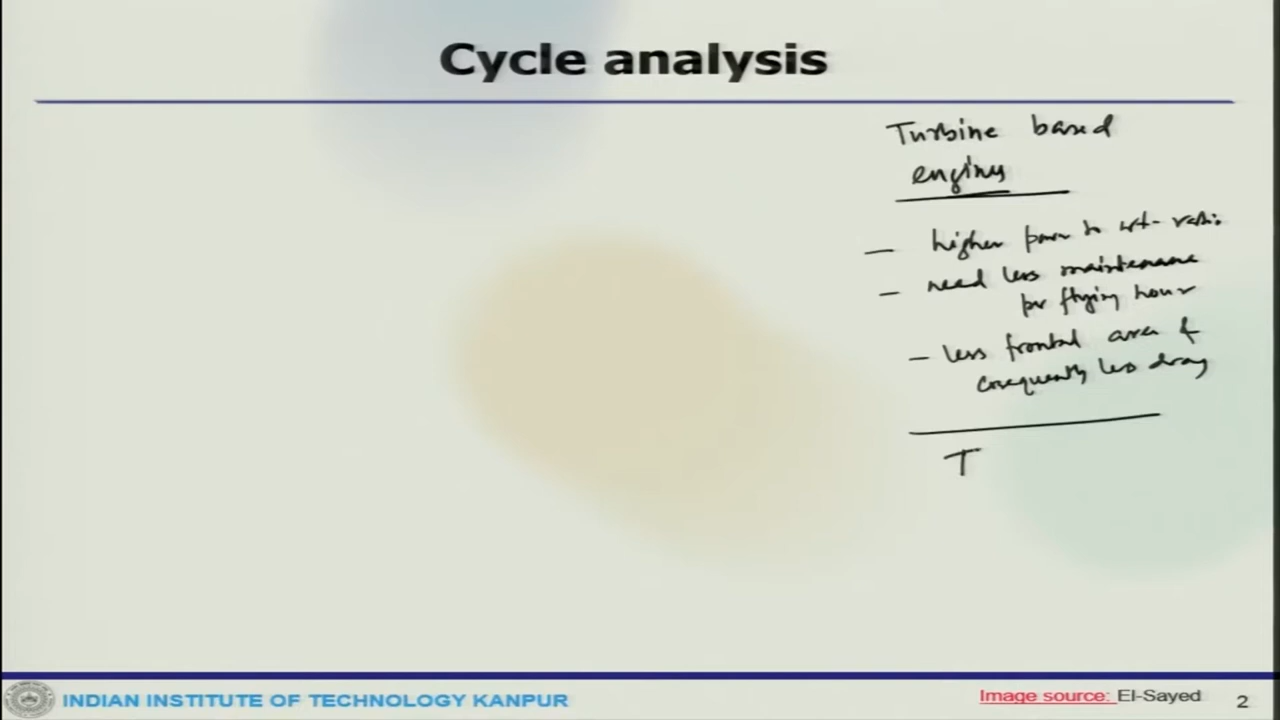 Cycle analysis
Turbine based
engines
— higher power to wt. ratio
— need less maintenance
per flying hour
— less frontal area &
consequently less drag
T
INDIAN INSTITUTE OF TECHNOLOGY KANPUR
Image source: El-Sayed
2